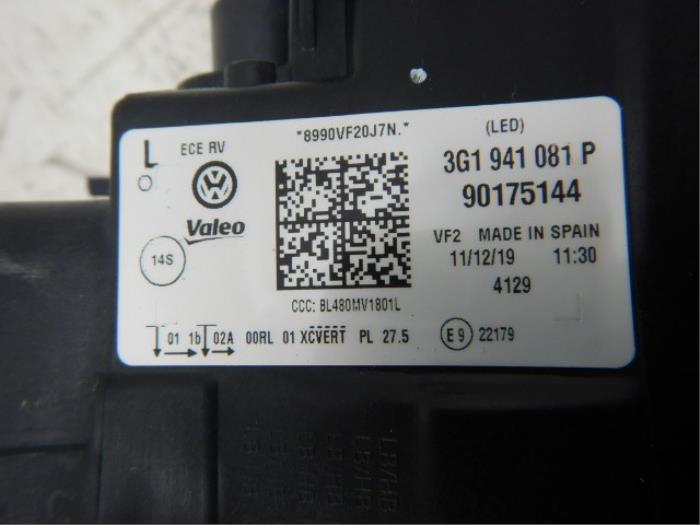 L ECE RV
*8990VF20J7N.*
(LED)
3G1 941 081 P
90175144
Valeo
VF2 MADE IN SPAIN
14S
11/12/19 11:30
4129
CCC: BL480MV1801L
01 1b 02A 00RL 01 XCVERT PL 27.5 E9 22179